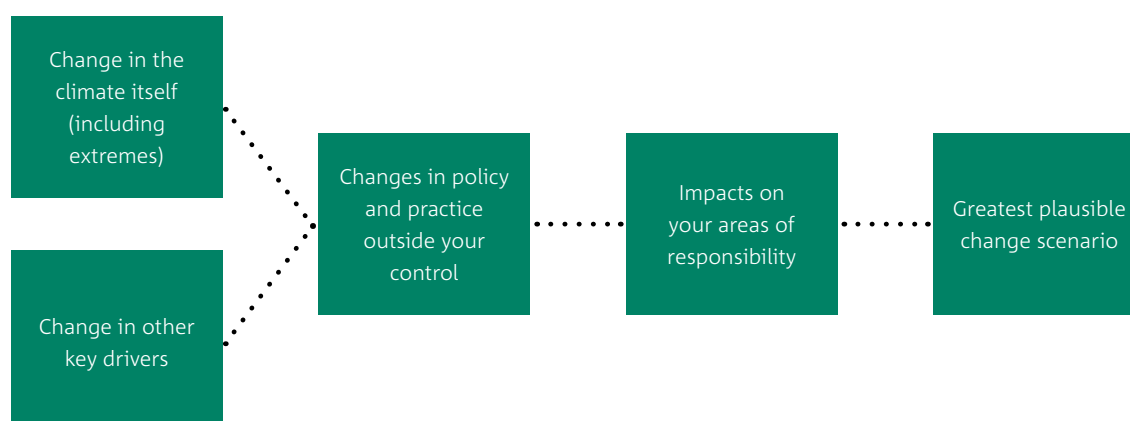 Change in the
climate itself
(including
extremes)
Change in other
key drivers
Changes in policy
and practice
outside your
control
Impacts on
your areas of
responsibility
Greatest plausible
change scenario